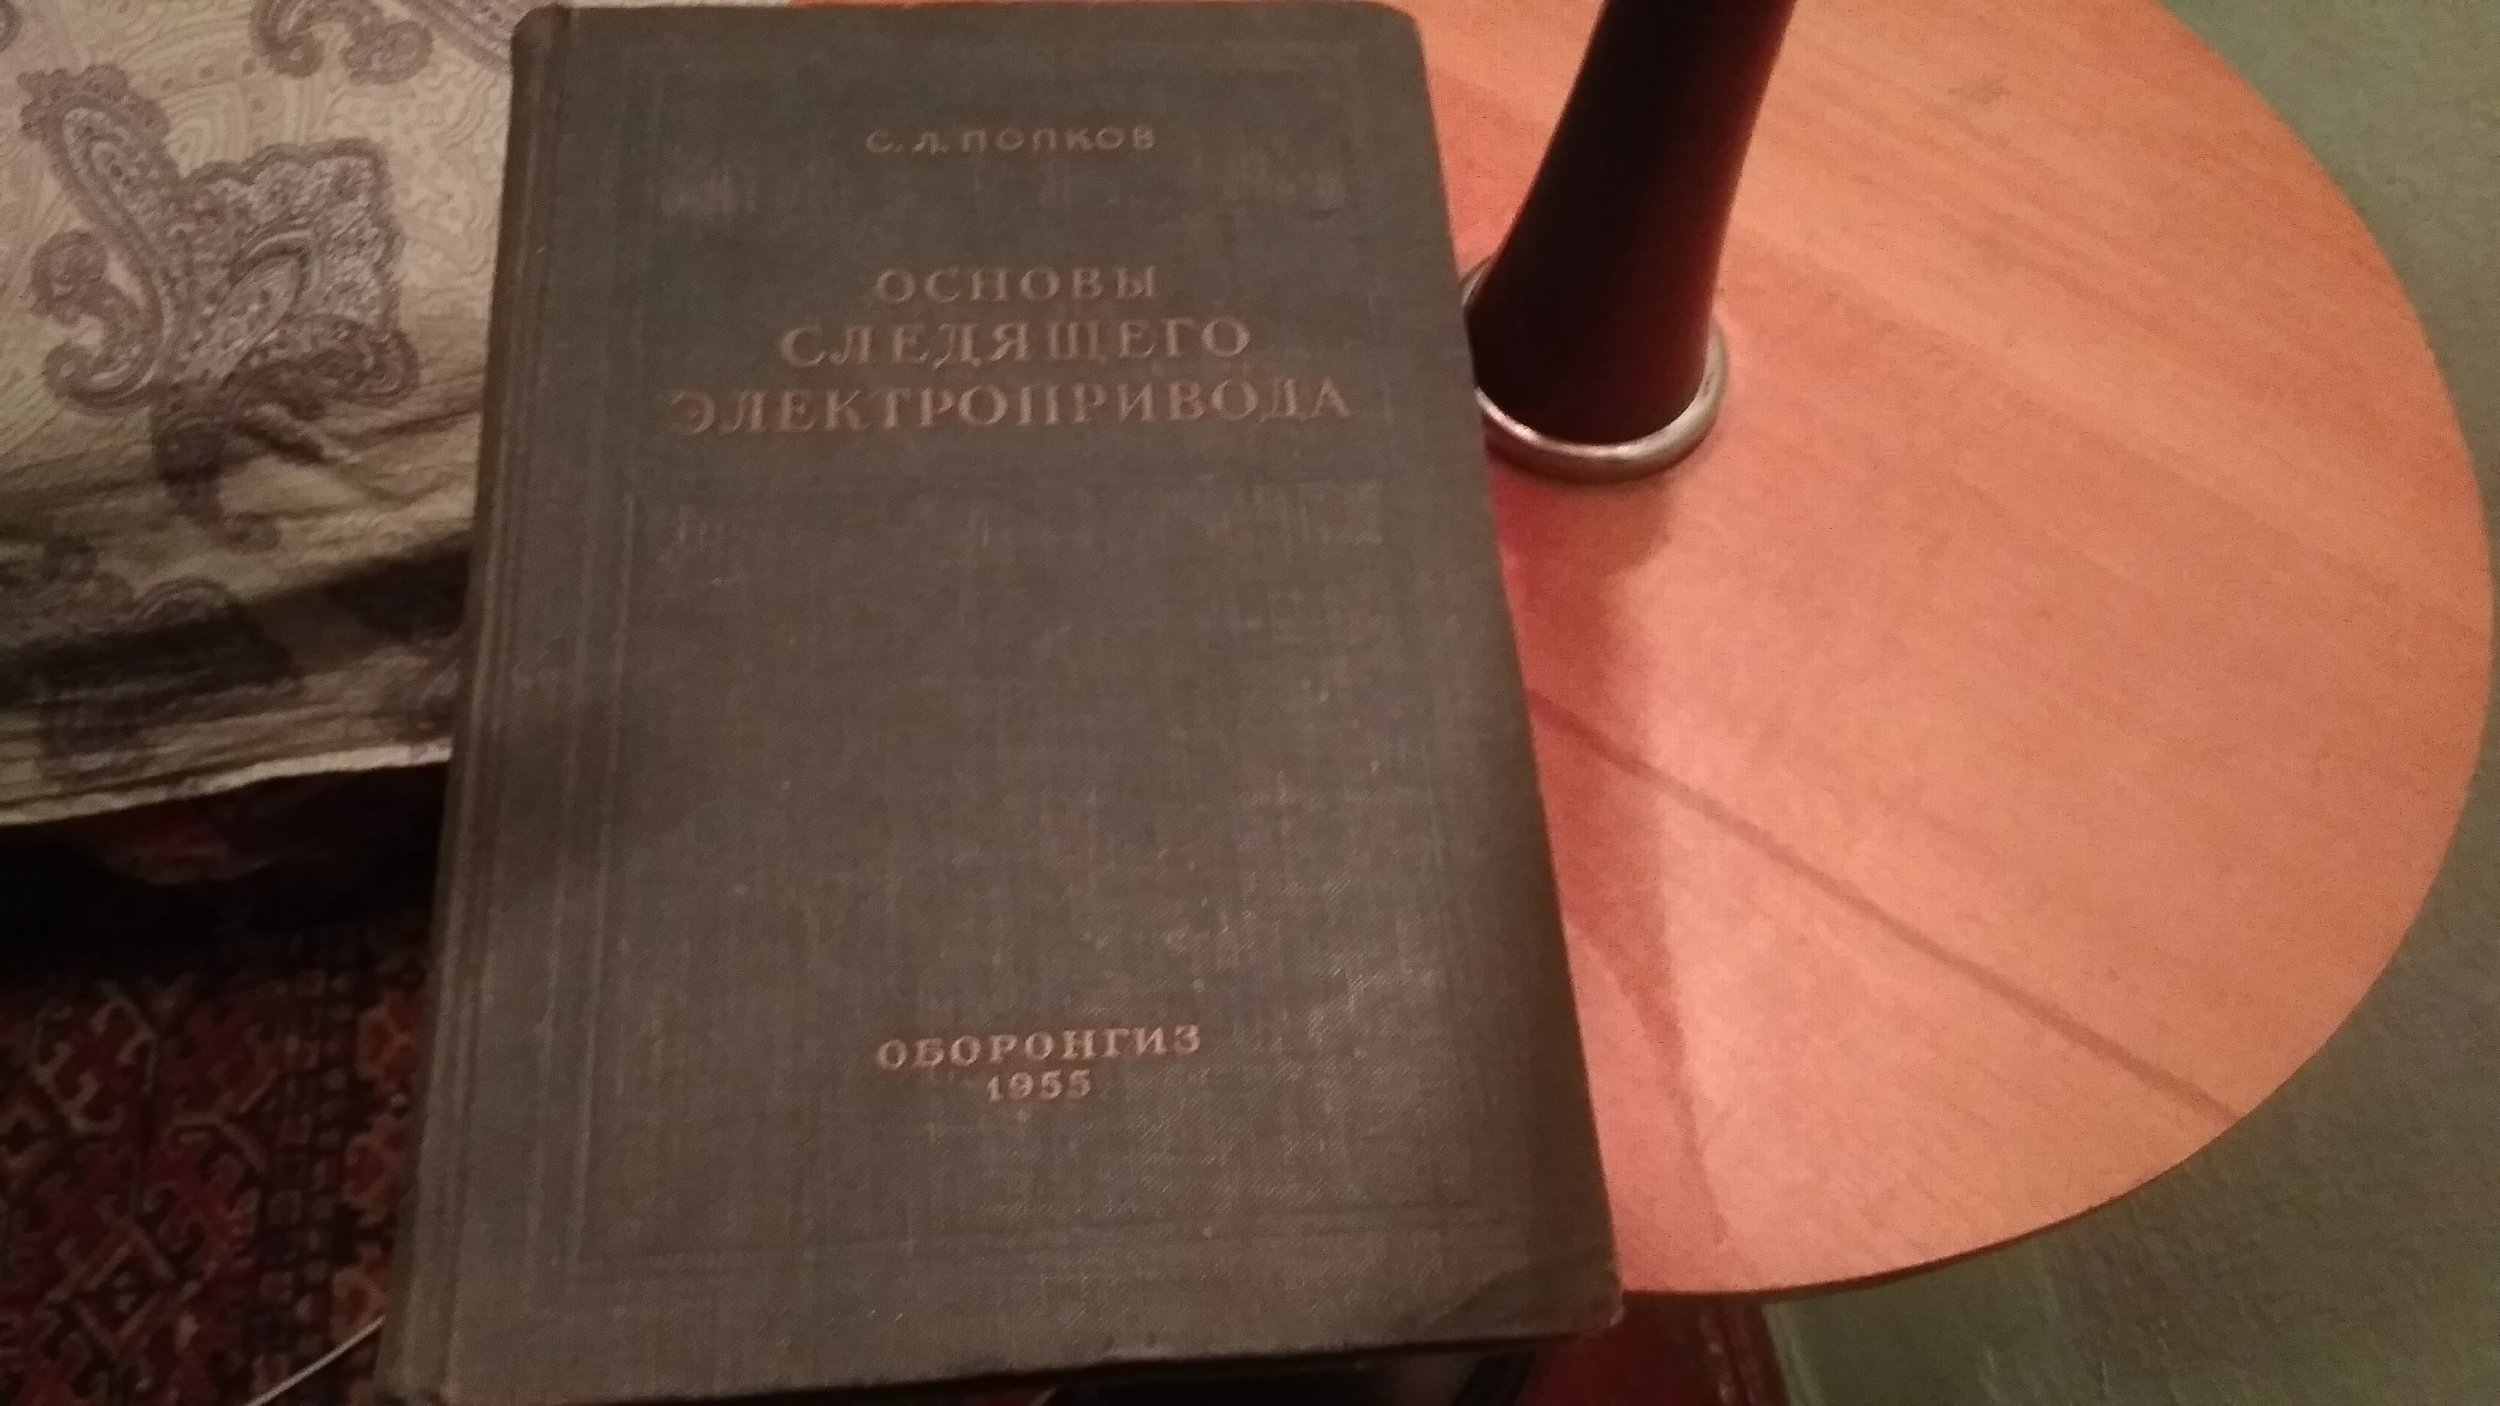 С. Л. ПОПКОВ
ОСНОВЫ
СЛЕДЯЩЕГО
ЭЛЕКТРОПРИВОДА
ОБОРОНГИЗ
1955